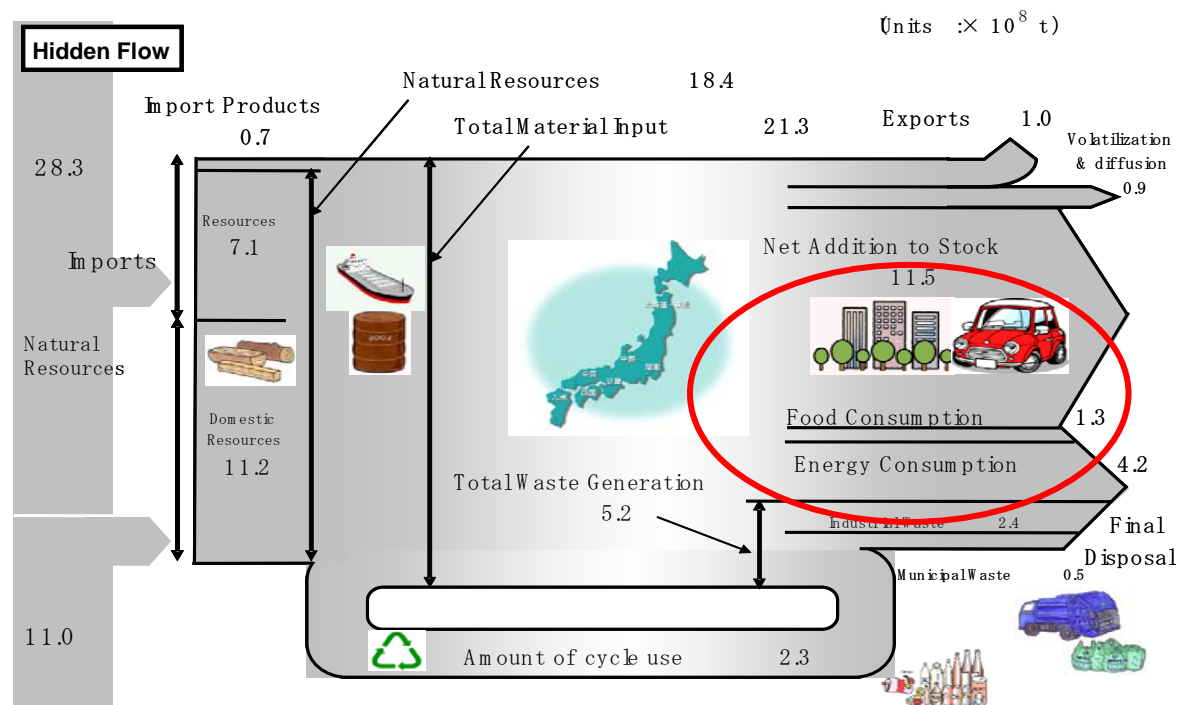 (Units :× 10⁸ t)
Hidden Flow
Natural Resources 18.4
Import Products
0.7
Total Material Input 21.3
Exports 1.0
Volatilization
& diffusion
0.9
28.3
Resources
7.1
Imports
Net Addition to Stock
11.5
Natural
Resources
Domestic
Resources
11.2
Food Consumption 1.3
Energy Consumption 4.2
Total Waste Generation
5.2
Industrial Waste 2.4
Final
Disposal
Municipal Waste 0.5
11.0
Amount of cycle use 2.3